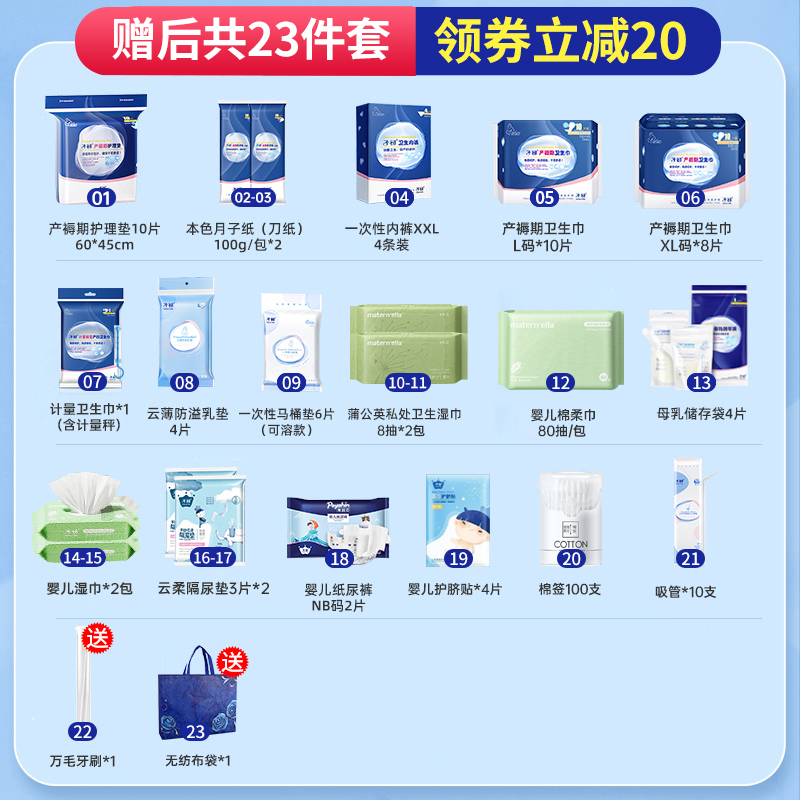 赠后共23件套 领券立减20
01
02-03
04
05
06
产褥期护理垫10片
60*45cm
本色月子纸（刀纸）
100g/包*2
一次性内裤XXL
4条装
产褥期卫生巾
L码*10片
产褥期卫生巾
XL码*8片
07
08
09
matern'ella
matern'ella
10-11
matern'ella
12
13
计量卫生巾*1
(含计量秤)
云薄防溢乳垫
4片
一次性马桶垫6片
（可溶款）
蒲公英私处卫生湿巾
8抽*2包
婴儿棉柔巾
80抽/包
母乳储存袋4片
14-15
16-17
18
19
COTTON
20
21
婴儿湿巾*2包
云柔隔尿垫3片*2
婴儿纸尿裤
NB码2片
婴儿护脐贴*4片
棉签100支
吸管*10支
送
22
送
23
万毛牙刷*1
无纺布袋*1